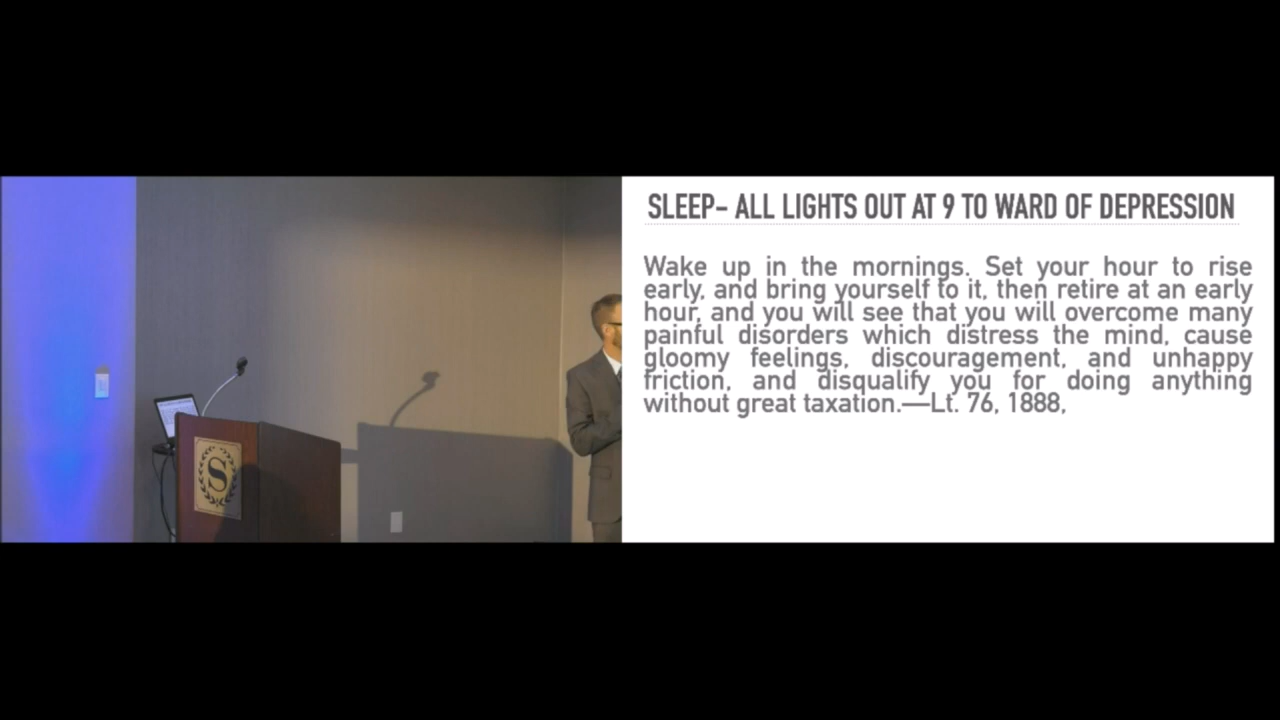 SLEEP- ALL LIGHTS OUT AT 9 TO WARD OF DEPRESSION
Wake up in the mornings. Set your hour to rise
early, and bring yourself to it, then retire at an early
hour, and you will see that you will overcome many
painful disorders which distress the mind, cause
gloomy feelings, discouragement, and unhappy
friction, and disqualify you for doing anything
without great taxation.—Lt. 76, 1888,
S